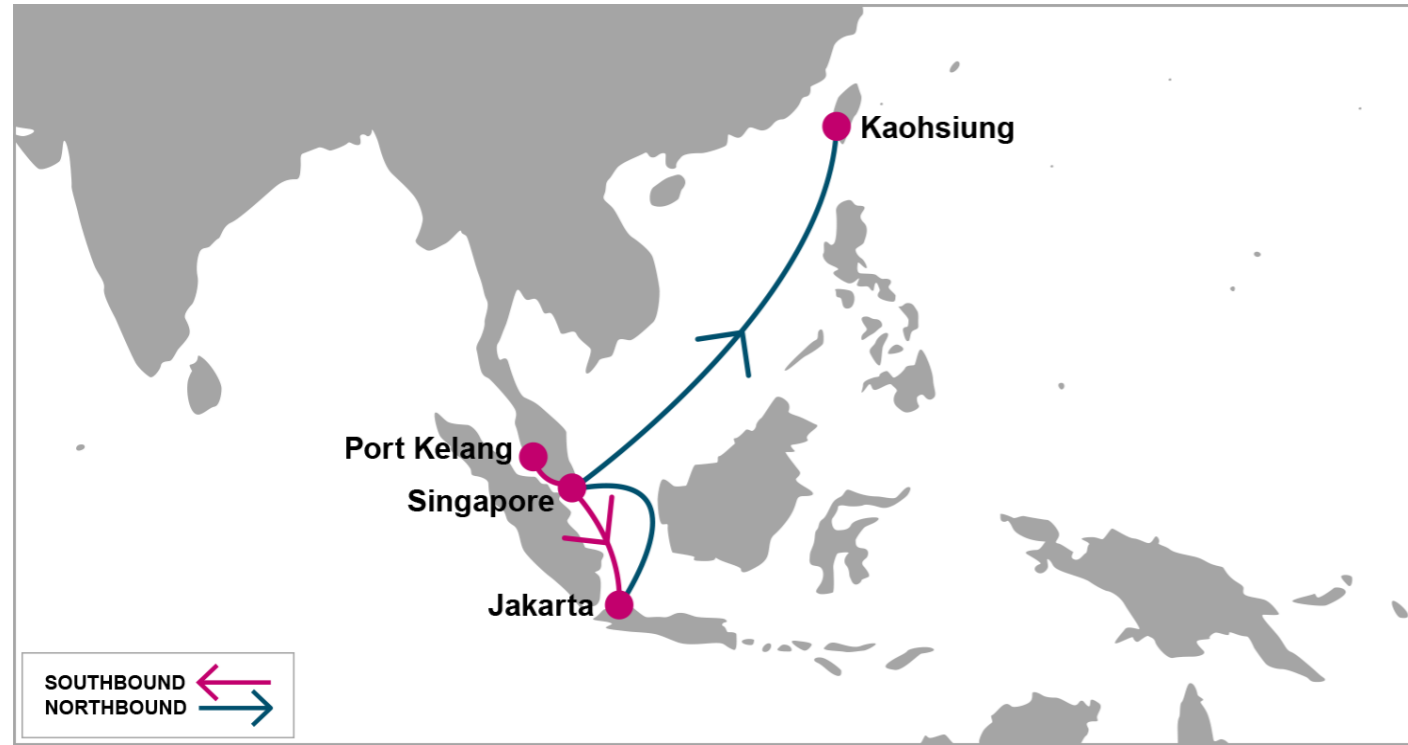 Kaohsiung
Port Kelang
Singapore
Jakarta
SOUTHBOUND
NORTHBOUND